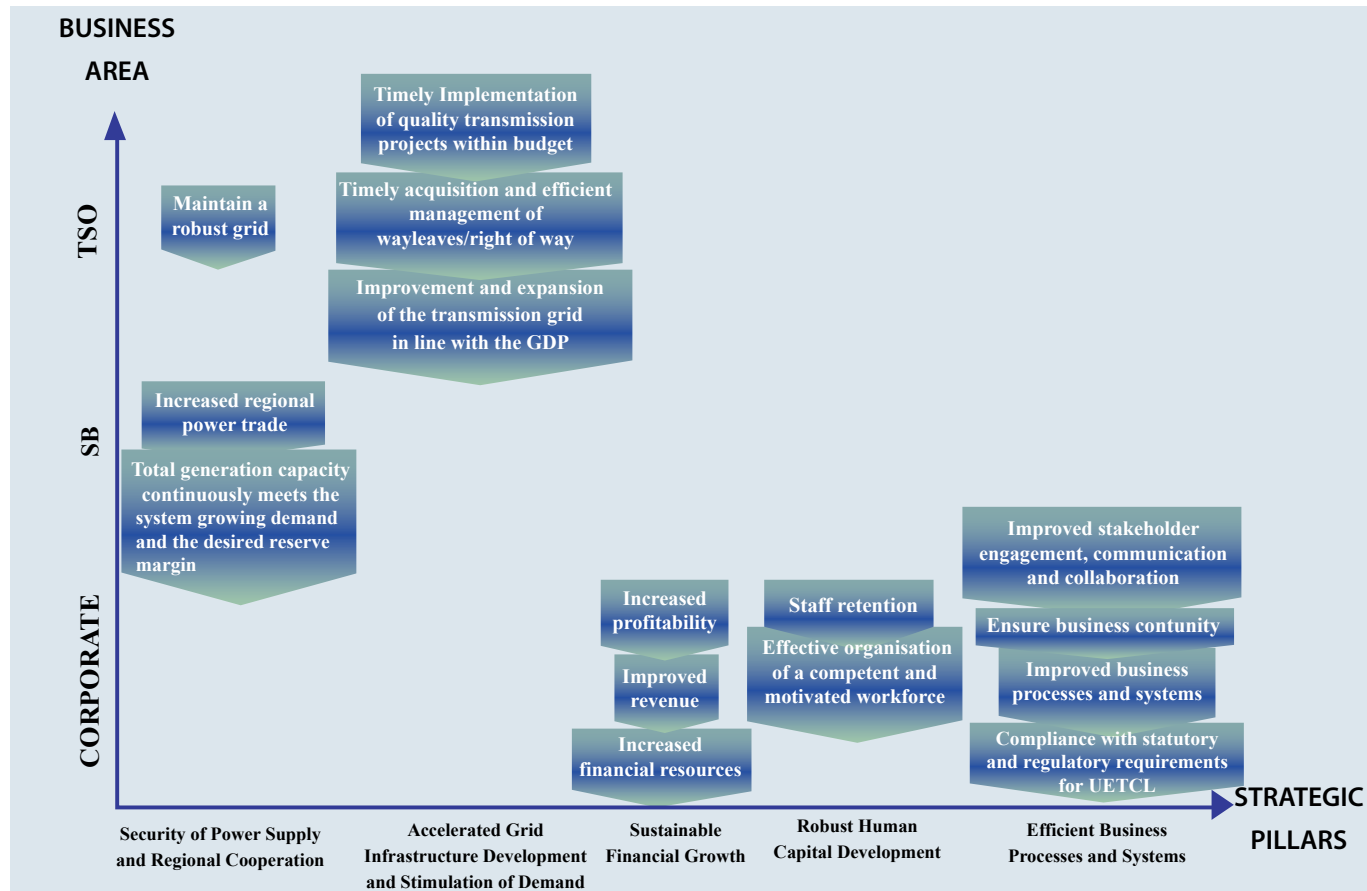 BUSINESS
AREA
TSO
SB
CORPORATE
Maintain a
robust grid
Increased regional
power trade
Total generation capacity
continuously meets the
system growing demand
and the desired reserve
margin
Timely Implementation
of quality transmission
projects within budget
Timely acquisition and efficient
management of
wayleaves/right of way
Improvement and expansion
of the transmission grid
in line with the GDP
Increased
profitability
Improved
revenue
Increased
financial resources
Staff retention
Effective organisation
of a competent and
motivated workforce
Improved stakeholder
engagement, communication
and collaboration
Ensure business contunity
Improved business
processes and systems
Compliance with statutory
and regulatory requirements
for UETCL
STRATEGIC
PILLARS
Security of Power Supply
and Regional Cooperation
Accelerated Grid
Infrastructure Development
and Stimulation of Demand
Sustainable
Financial Growth
Robust Human
Capital Development
Efficient Business
Processes and Systems